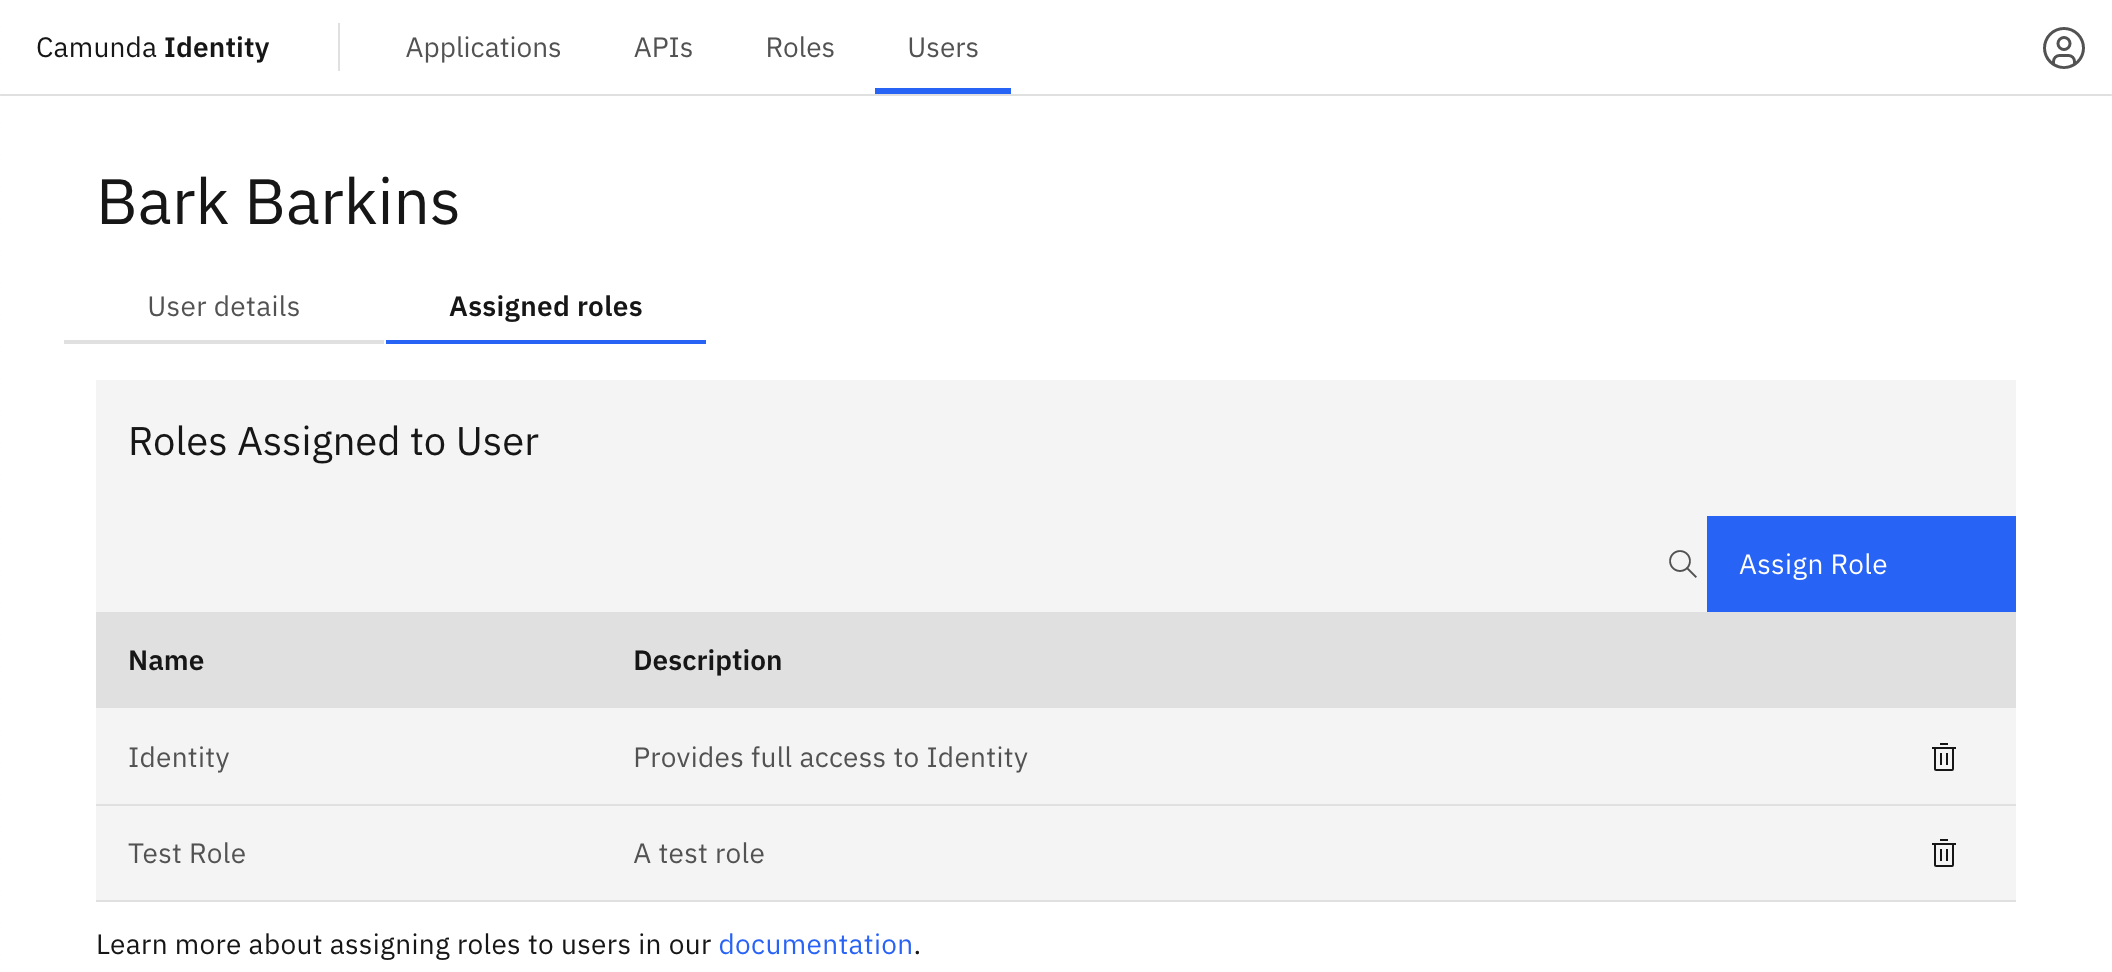 Camunda Identity Applications APIs Roles Users
Bark Barkins
User details Assigned roles
Roles Assigned to User
Assign Role
Name Description
Identity Provides full access to Identity
Test Role A test role
Learn more about assigning roles to users in our documentation.